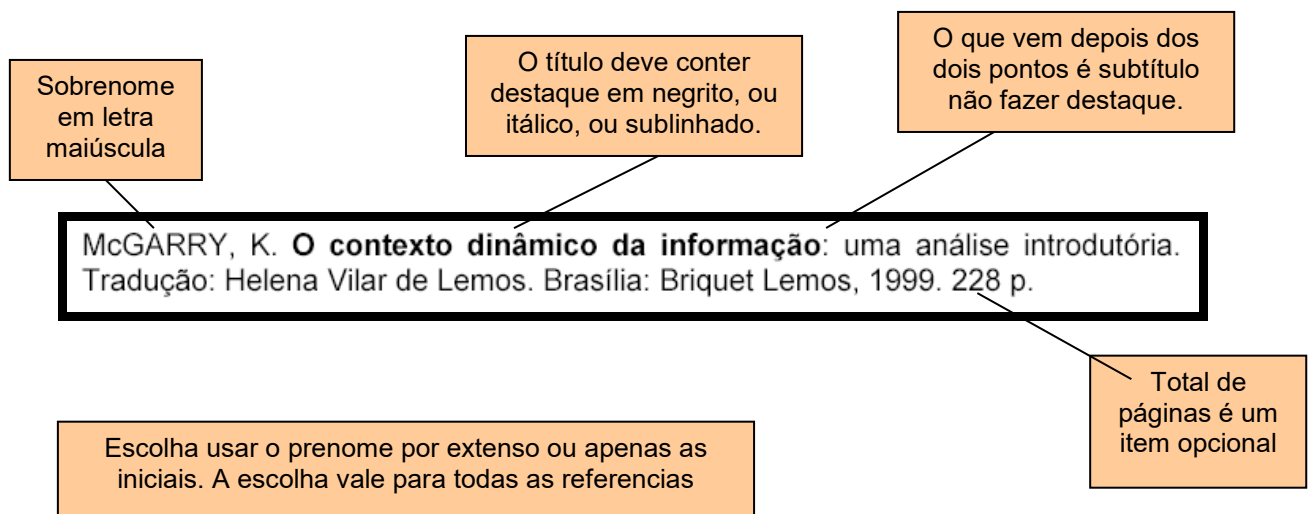 Sobrenome
em letra
maiúscula
O título deve conter
destaque em negrito, ou
itálico, ou sublinhado.
O que vem depois dos
dois pontos é subtítulo
não fazer destaque.
McGARRY, K. O contexto dinâmico da informação: uma análise introdutória.
Tradução: Helena Vilar de Lemos. Brasília: Briquet Lemos, 1999. 228 p.
Total de
páginas é um
item opcional
Escolha usar o prenome por extenso ou apenas as
iniciais. A escolha vale para todas as referencias